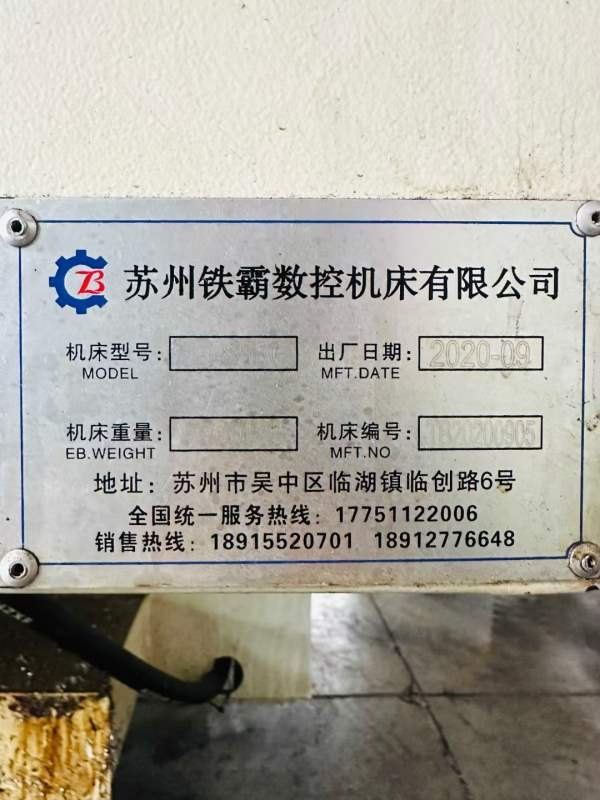 TB 苏州铁霸数控机床有限公司
机床型号: 出厂日期: 2020-09
MODEL MFT.DATE
机床重量: 机床编号: TB20200905
EB.WEIGHT MFT.NO
地址: 苏州市吴中区临湖镇临创路6号
全国统一服务热线: 17751122006
销售热线: 18915520701 18912776648